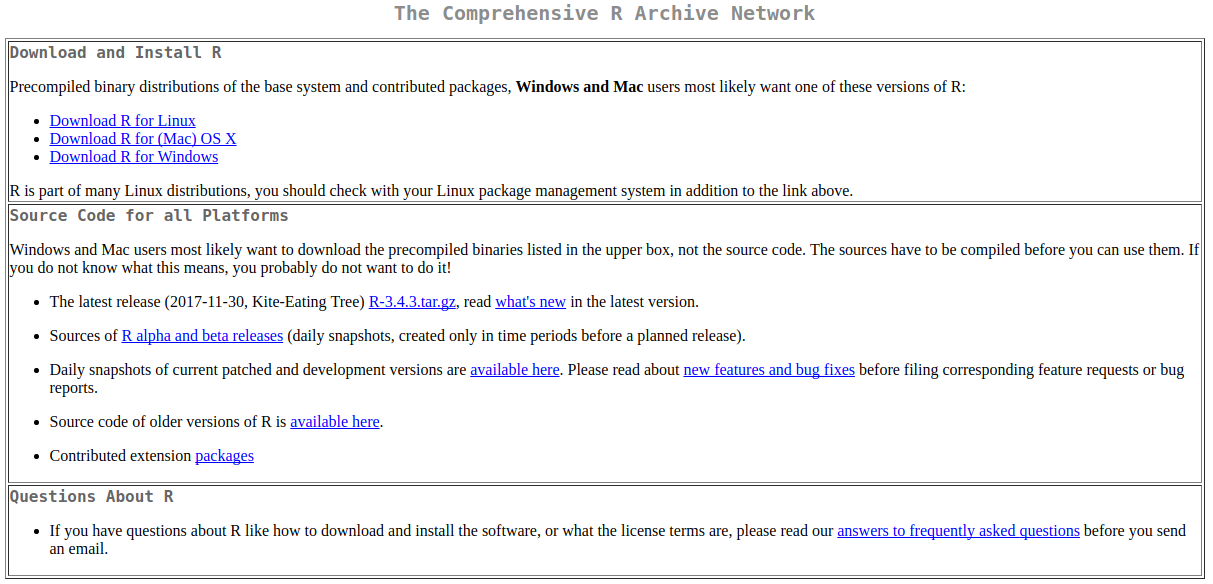 The Comprehensive R Archive Network
Download and Install R
Precompiled binary distributions of the base system and contributed packages, Windows and Mac users most likely want one of these versions of R:
Download R for Linux
Download R for (Mac) OS X
Download R for Windows
R is part of many Linux distributions, you should check with your Linux package management system in addition to the link above.
Source Code for all Platforms
Windows and Mac users most likely want to download the precompiled binaries listed in the upper box, not the source code. The sources have to be compiled before you can use them. If
you do not know what this means, you probably do not want to do it!
The latest release (2017-11-30, Kite-Eating Tree) R-3.4.3.tar.gz, read what's new in the latest version.
Sources of R alpha and beta releases (daily snapshots, created only in time periods before a planned release).
Daily snapshots of current patched and development versions are available here. Please read about new features and bug fixes before filing corresponding feature requests or bug
reports.
Source code of older versions of R is available here.
Contributed extension packages
Questions About R
If you have questions about R like how to download and install the software, or what the license terms are, please read our answers to frequently asked questions before you send
an email.